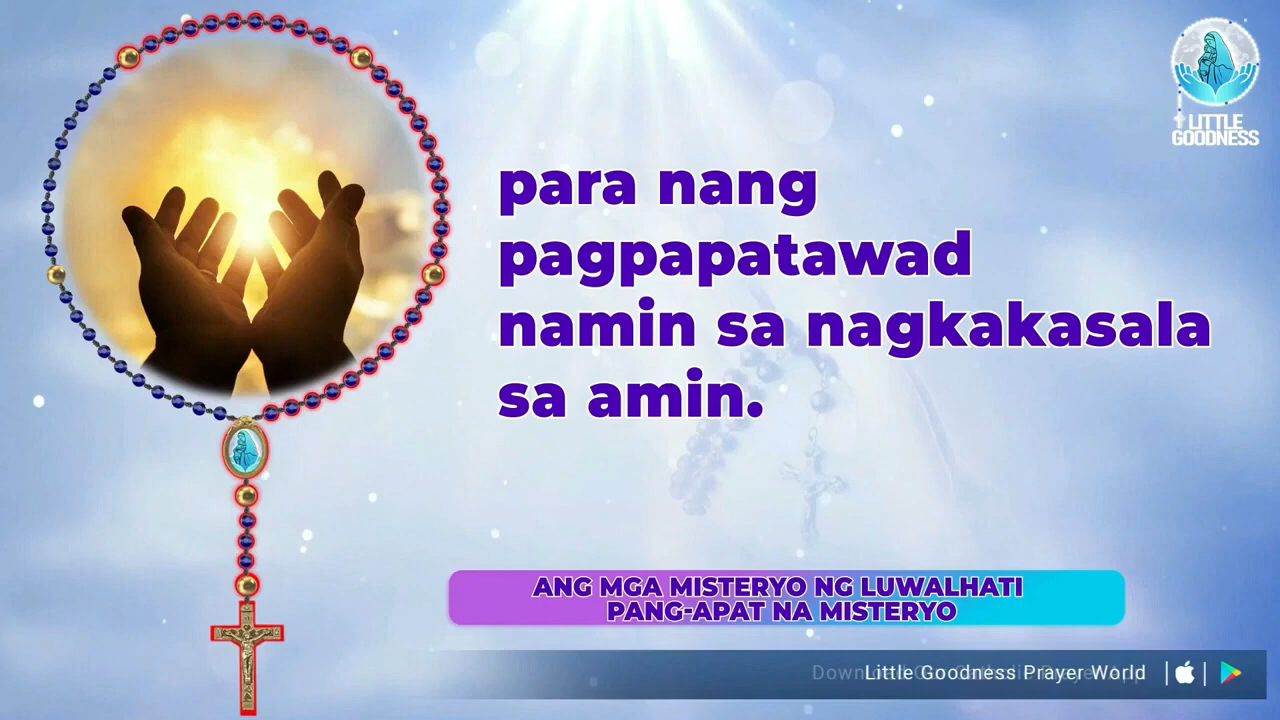 LITTLE
GOODNESS
para nang
pagpapatawad
namin sa nagkakasala
sa amin.
ANG MGA MISTERYO NG LUWALHATI
PANG-APAT NA MISTERYO
Little Goodness Prayer World